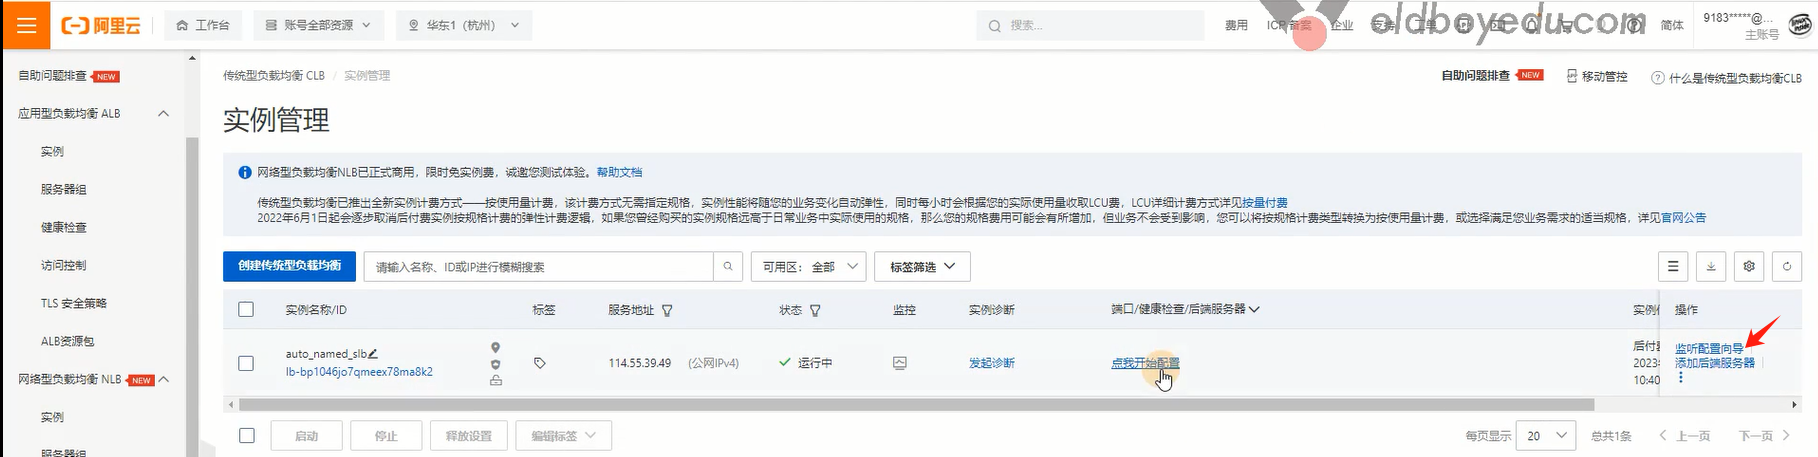 阿里云
工作台
账号全部资源
华东1（杭州）
搜索...
费用
ICP 备案
企业
支持
工单
oldboyedu.com
简体
9183*****@...
主账号
自助问题排查 NEW
应用型负载均衡 ALB
实例
服务器组
健康检查
访问控制
TLS 安全策略
ALB资源包
网络型负载均衡 NLB NEW
实例
服务器组
传统型负载均衡 CLB / 实例管理
自助问题排查 NEW
移动管控
什么是传统型负载均衡CLB
实例管理
网络型负载均衡NLB已正式商用，限时免实例费，诚邀您测试体验。帮助文档
传统型负载均衡已推出全新实例计费方式——按使用量计费，该计费方式无需指定规格，实例性能将随您的业务变化自动弹性，同时每小时会根据您的实际使用量收取LCU费，LCU详细计费方式详见按量付费
2022年6月1日起会逐步取消后付费实例按规格计费的弹性计费逻辑，如果您曾经购买的实例规格远高于日常业务中实际使用的规格，那么您的规格费用可能会有所增加，但业务不会受到影响，您可以将按规格计费类型转换为按使用量计费，或选择满足您业务需求的适当规格，详见官网公告
创建传统型负载均衡
请输入名称、ID或IP进行模糊搜索
可用区： 全部
标签筛选
实例名称/ID
标签
服务地址
状态
监控
实例诊断
端口/健康检查/后端服务器
操作
auto_named_slb
lb-bp1046jo7qmeex78ma8k2
114.55.39.49 (公网IPv4)
运行中
发起诊断
点我开始配置
后付费
2023
10:40
监听配置向导
添加后端服务器
启动
停止
释放设置
编辑标签
每页显示 20
总共1条
上一页
下一页